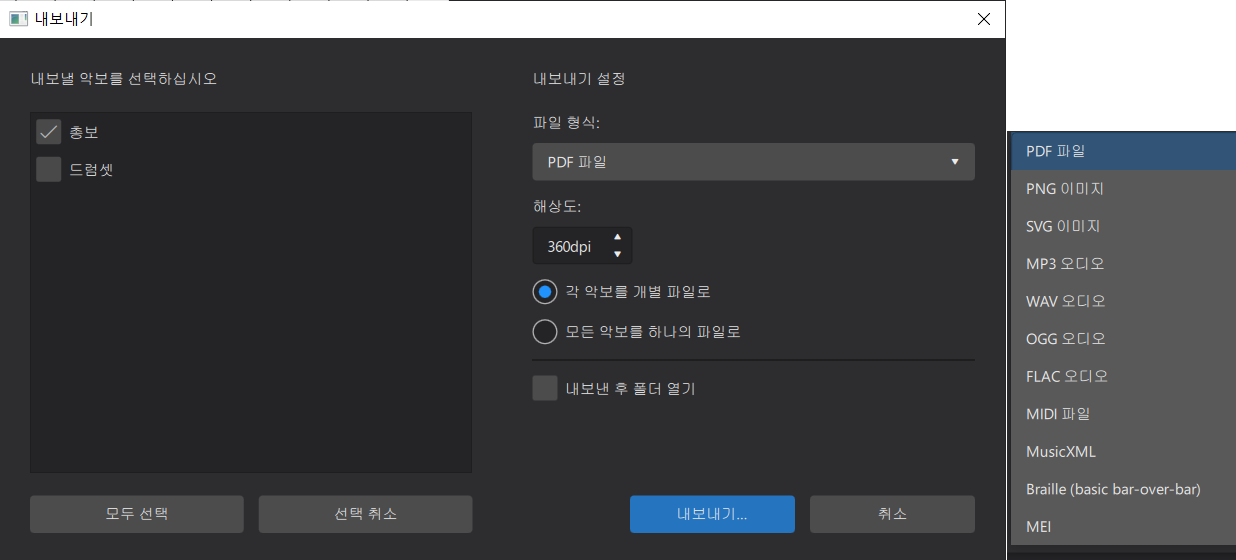 내보내기
내보낼 악보를 선택하십시오
총보
드럼셋
모두 선택
선택 취소
내보내기 설정
파일 형식:
PDF 파일
해상도:
360dpi
각 악보를 개별 파일로
모든 악보를 하나의 파일로
내보낸 후 폴더 열기
내보내기...
취소
PDF 파일
PNG 이미지
SVG 이미지
MP3 오디오
WAV 오디오
OGG 오디오
FLAC 오디오
MIDI 파일
MusicXML
Braille (basic bar-over-bar)
MEI